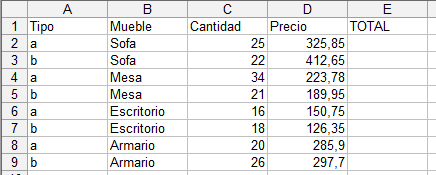 A B C D E
1 Tipo Mueble Cantidad Precio TOTAL
2 a Sofa 25 325,85
3 b Sofa 22 412,65
4 a Mesa 34 223,78
5 b Mesa 21 189,95
6 a Escritorio 16 150,75
7 b Escritorio 18 126,35
8 a Armario 20 285,9
9 b Armario 26 297,7